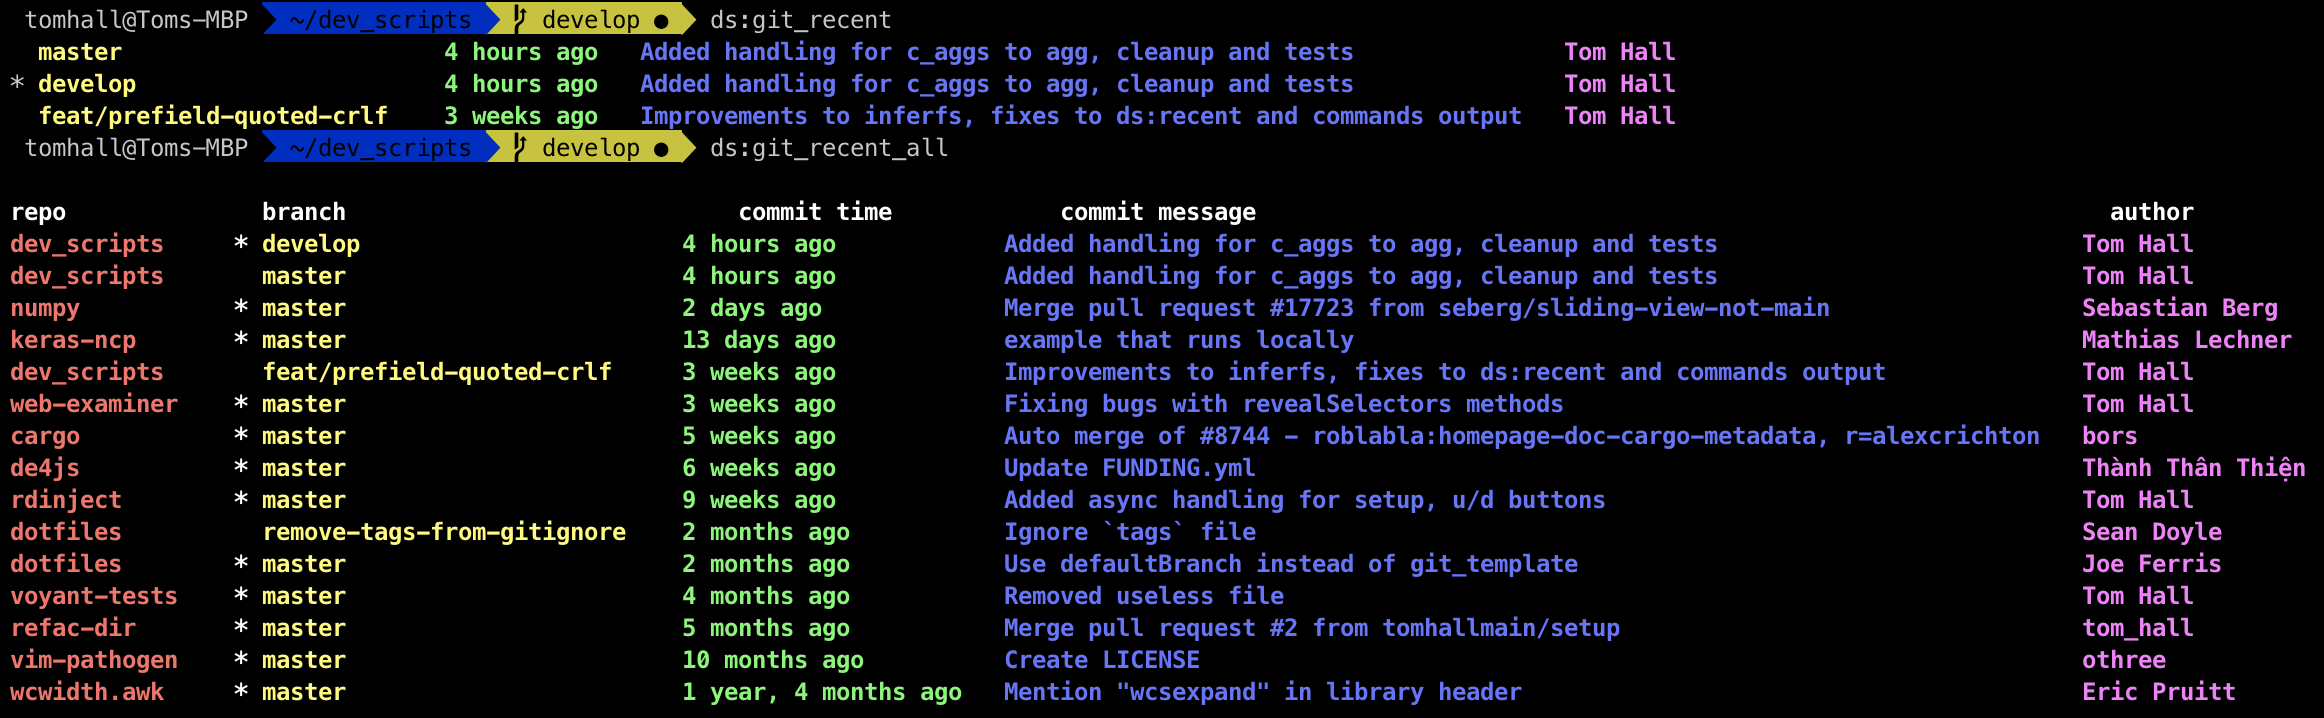 tomhall@Toms-MBP ~/dev_scripts develop ● ds:git_recent
master 4 hours ago Added handling for c_aggs to agg, cleanup and tests Tom Hall
* develop 4 hours ago Added handling for c_aggs to agg, cleanup and tests Tom Hall
feat/prefield-quoted-crlf 3 weeks ago Improvements to inferfs, fixes to ds:recent and commands output Tom Hall
tomhall@Toms-MBP ~/dev_scripts develop ● ds:git_recent_all
repo branch commit time commit message author
dev_scripts * develop 4 hours ago Added handling for c_aggs to agg, cleanup and tests Tom Hall
dev_scripts master 4 hours ago Added handling for c_aggs to agg, cleanup and tests Tom Hall
numpy * master 2 days ago Merge pull request #17723 from seberg/sliding-view-not-main Sebastian Berg
keras-ncp * master 13 days ago example that runs locally Mathias Lechner
dev_scripts feat/prefield-quoted-crlf 3 weeks ago Improvements to inferfs, fixes to ds:recent and commands output Tom Hall
web-examiner * master 3 weeks ago Fixing bugs with revealSelectors methods Tom Hall
cargo * master 5 weeks ago Auto merge of #8744 - roblabla:homepage-doc-cargo-metadata, r=alexcrichton bors
de4js * master 6 weeks ago Update FUNDING.yml Thành Thân Thiện
rdinject * master 9 weeks ago Added async handling for setup, u/d buttons Tom Hall
dotfiles remove-tags-from-gitignore 2 months ago Ignore `tags` file Sean Doyle
dotfiles * master 2 months ago Use defaultBranch instead of git_template Joe Ferris
voyant-tests * master 4 months ago Removed useless file Tom Hall
refac-dir * master 5 months ago Merge pull request #2 from tomhallmain/setup tom_hall
vim-pathogen * master 10 months ago Create LICENSE othree
wcwidth.awk * master 1 year, 4 months ago Mention "wcsexpand" in library header Eric Pruitt